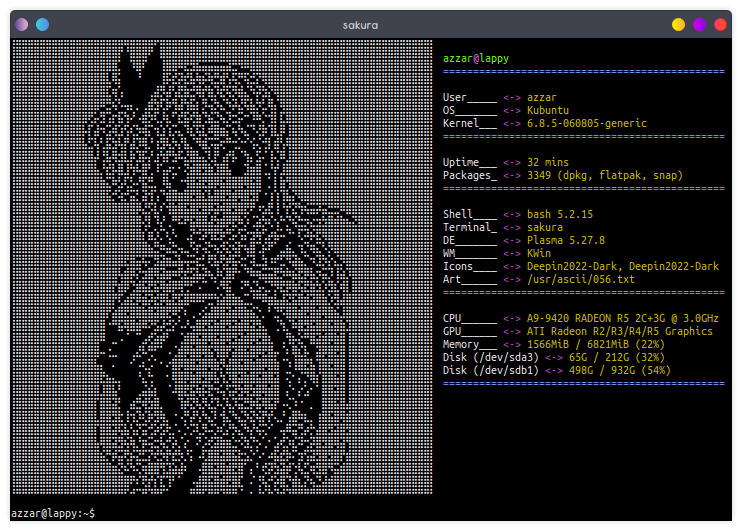 sakura
azzar@lappy
===============================================
User_____ <-> azzar
OS_______ <-> Kubuntu
Kernel___ <-> 6.8.5-060805-generic
===============================================
Uptime___ <-> 32 mins
Packages_ <-> 3349 (dpkg, flatpak, snap)
===============================================
Shell____ <-> bash 5.2.15
Terminal_ <-> sakura
DE_______ <-> Plasma 5.27.8
WM_______ <-> KWin
Icons____ <-> Deepin2022-Dark, Deepin2022-Dark
Art______ <-> /usr/ascii/056.txt
===============================================
CPU______ <-> A9-9420 RADEON R5 2C+3G @ 3.0GHz
GPU______ <-> ATI Radeon R2/R3/R4/R5 Graphics
Memory___ <-> 1566MiB / 6821MiB (22%)
Disk (/dev/sda3) <-> 65G / 212G (32%)
Disk (/dev/sdb1) <-> 498G / 932G (54%)
===============================================
azzar@lappy:~$